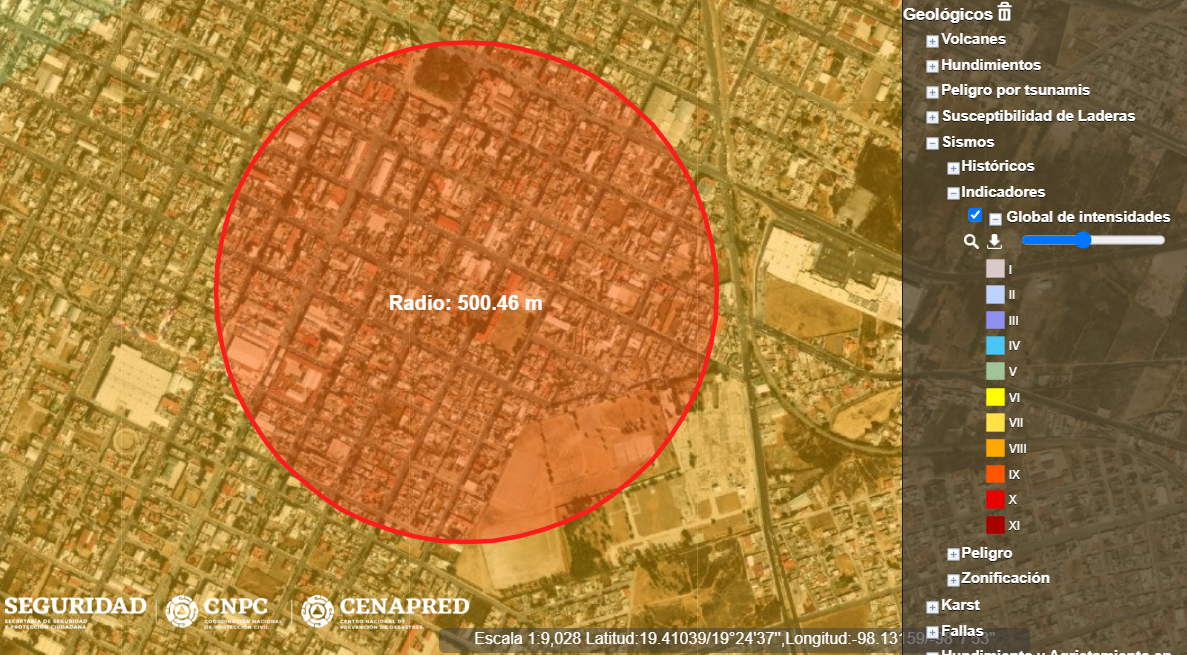 Geológicos
Volcanes
Hundimientos
Peligro por tsunamis
Susceptibilidad de Laderas
Sismos
Históricos
Indicadores
Global de intensidades
I
II
III
IV
V
VI
VII
VIII
IX
X
XI
Peligro
Zonificación
Karst
Fallas
Hundimiento y Agrietamiento en
Radio: 500.46 m
SEGURIDAD
SECRETARÍA DE SEGURIDAD
Y PROTECCIÓN CIUDADANA
CNPC
COORDINACIÓN NACIONAL
DE PROTECCIÓN CIVIL
CENAPRED
CENTRO NACIONAL DE
PREVENCIÓN DE DESASTRES
Escala 1:9,028 Latitud:19.41039/19°24'37",Longitud:-98.13159/